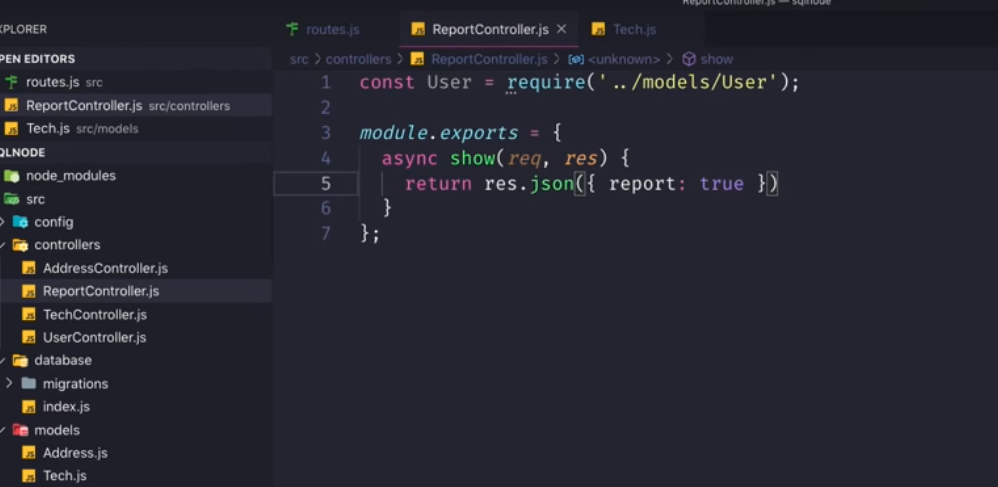 ReportController.js — sqlnode
XPLORER
PEN EDITORS
routes.js src
ReportController.js src/controllers
Tech.js src/models
QLNODE
node_modules
src
config
controllers
AddressController.js
ReportController.js
TechController.js
UserController.js
database
migrations
index.js
models
Address.js
Tech.js
routes.js
ReportController.js
Tech.js
src > controllers > ReportController.js > <unknown> > show
1 const User = require('../models/User');
2
3 module.exports = {
4 async show(req, res) {
5 return res.json({ report: true })
6 }
7 };